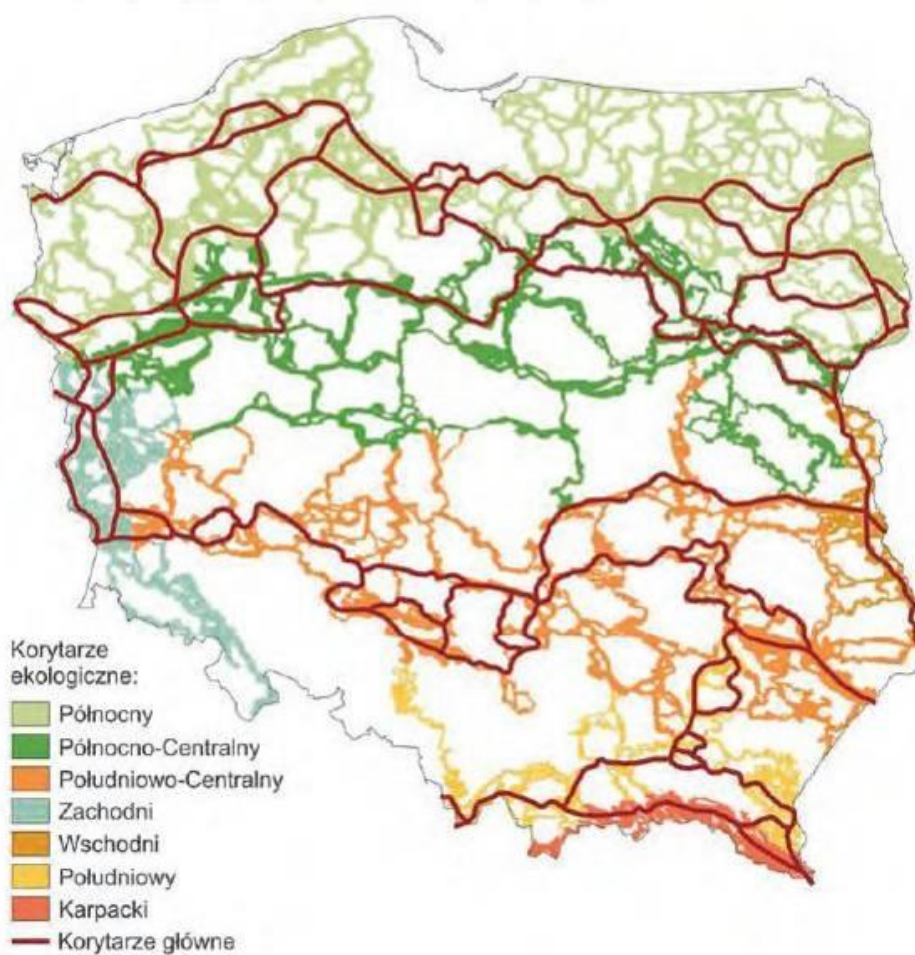 Korytarze
ekologiczne:
Północny
Północno-Centralny
Południowo-Centralny
Zachodni
Wschodni
Południowy
Karpacki
Korytarze główne